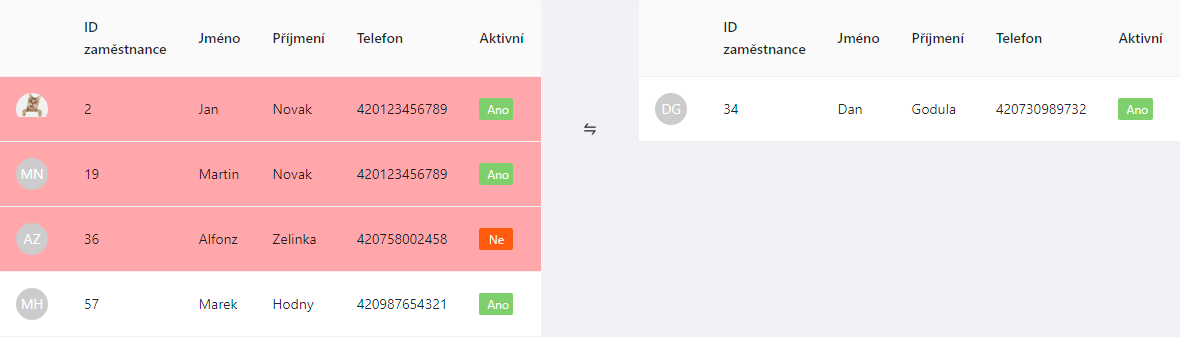 ID zaměstnance Jméno Příjmení Telefon Aktivní
2 Jan Novak 420123456789 Ano
MN 19 Martin Novak 420123456789 Ano
AZ 36 Alfonz Zelinka 420758002458 Ne
MH 57 Marek Hodny 420987654321 Ano
ID zaměstnance Jméno Příjmení Telefon Aktivní
DG 34 Dan Godula 420730989732 Ano